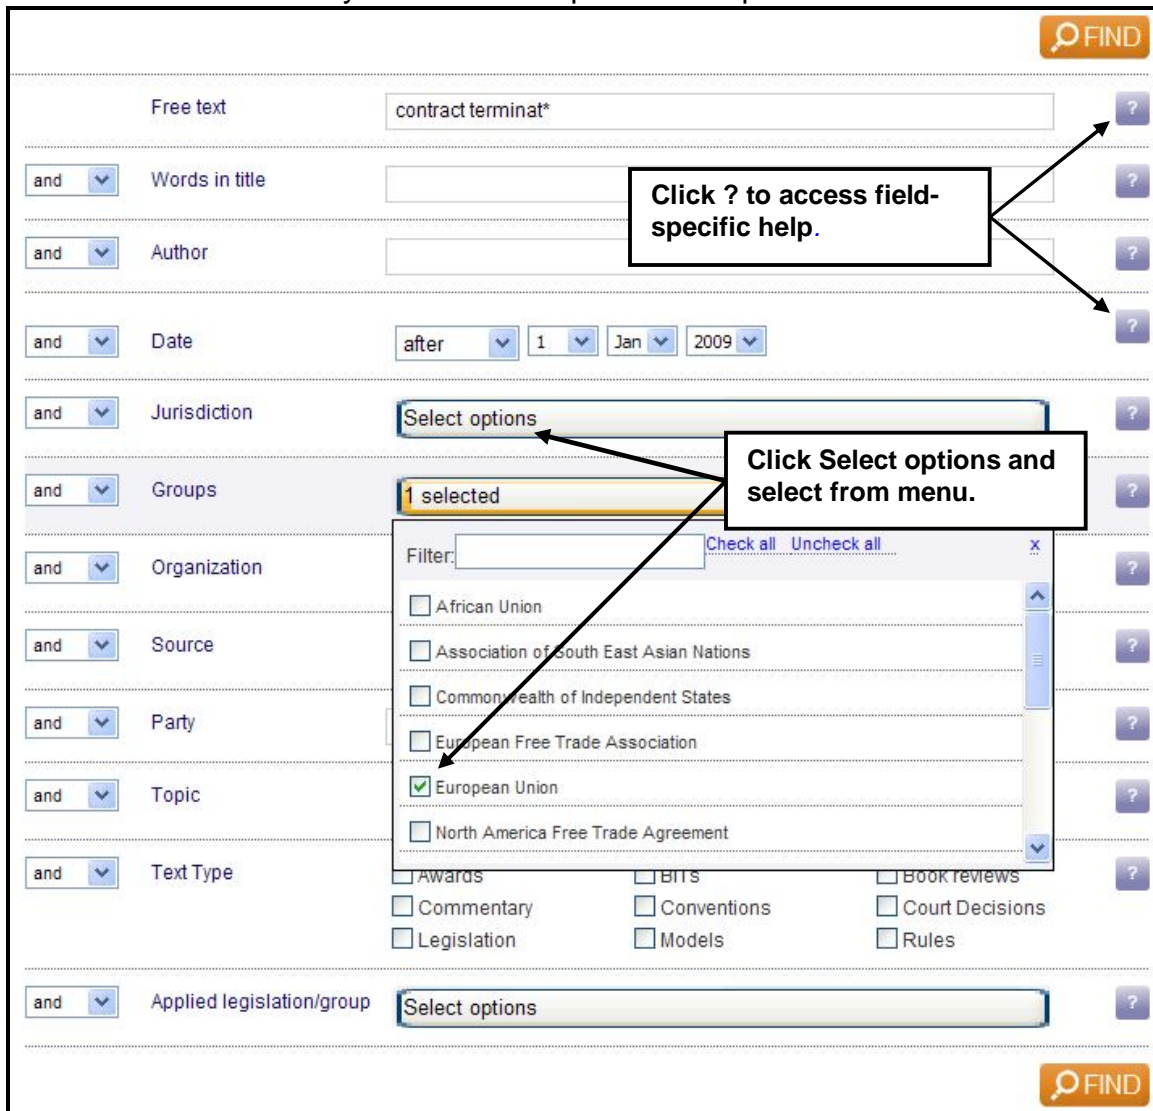 FIND
Free text contract terminat* ?
and Words in title ?
Click ? to access field-
specific help.
and Author ?
and Date after 1 Jan 2009 ?
and Jurisdiction Select options ?
Click Select options and
select from menu.
and Groups 1 selected ?
Filter: Check all Uncheck all x
and Organization ?
African Union
and Source Association of South East Asian Nations ?
Commonwealth of Independent States
and Party ?
European Free Trade Association
and Topic European Union ?
North America Free Trade Agreement
and Text Type Awards BITs Book reviews ?
Commentary Conventions Court Decisions
Legislation Models Rules
and Applied legislation/group Select options ?
FIND